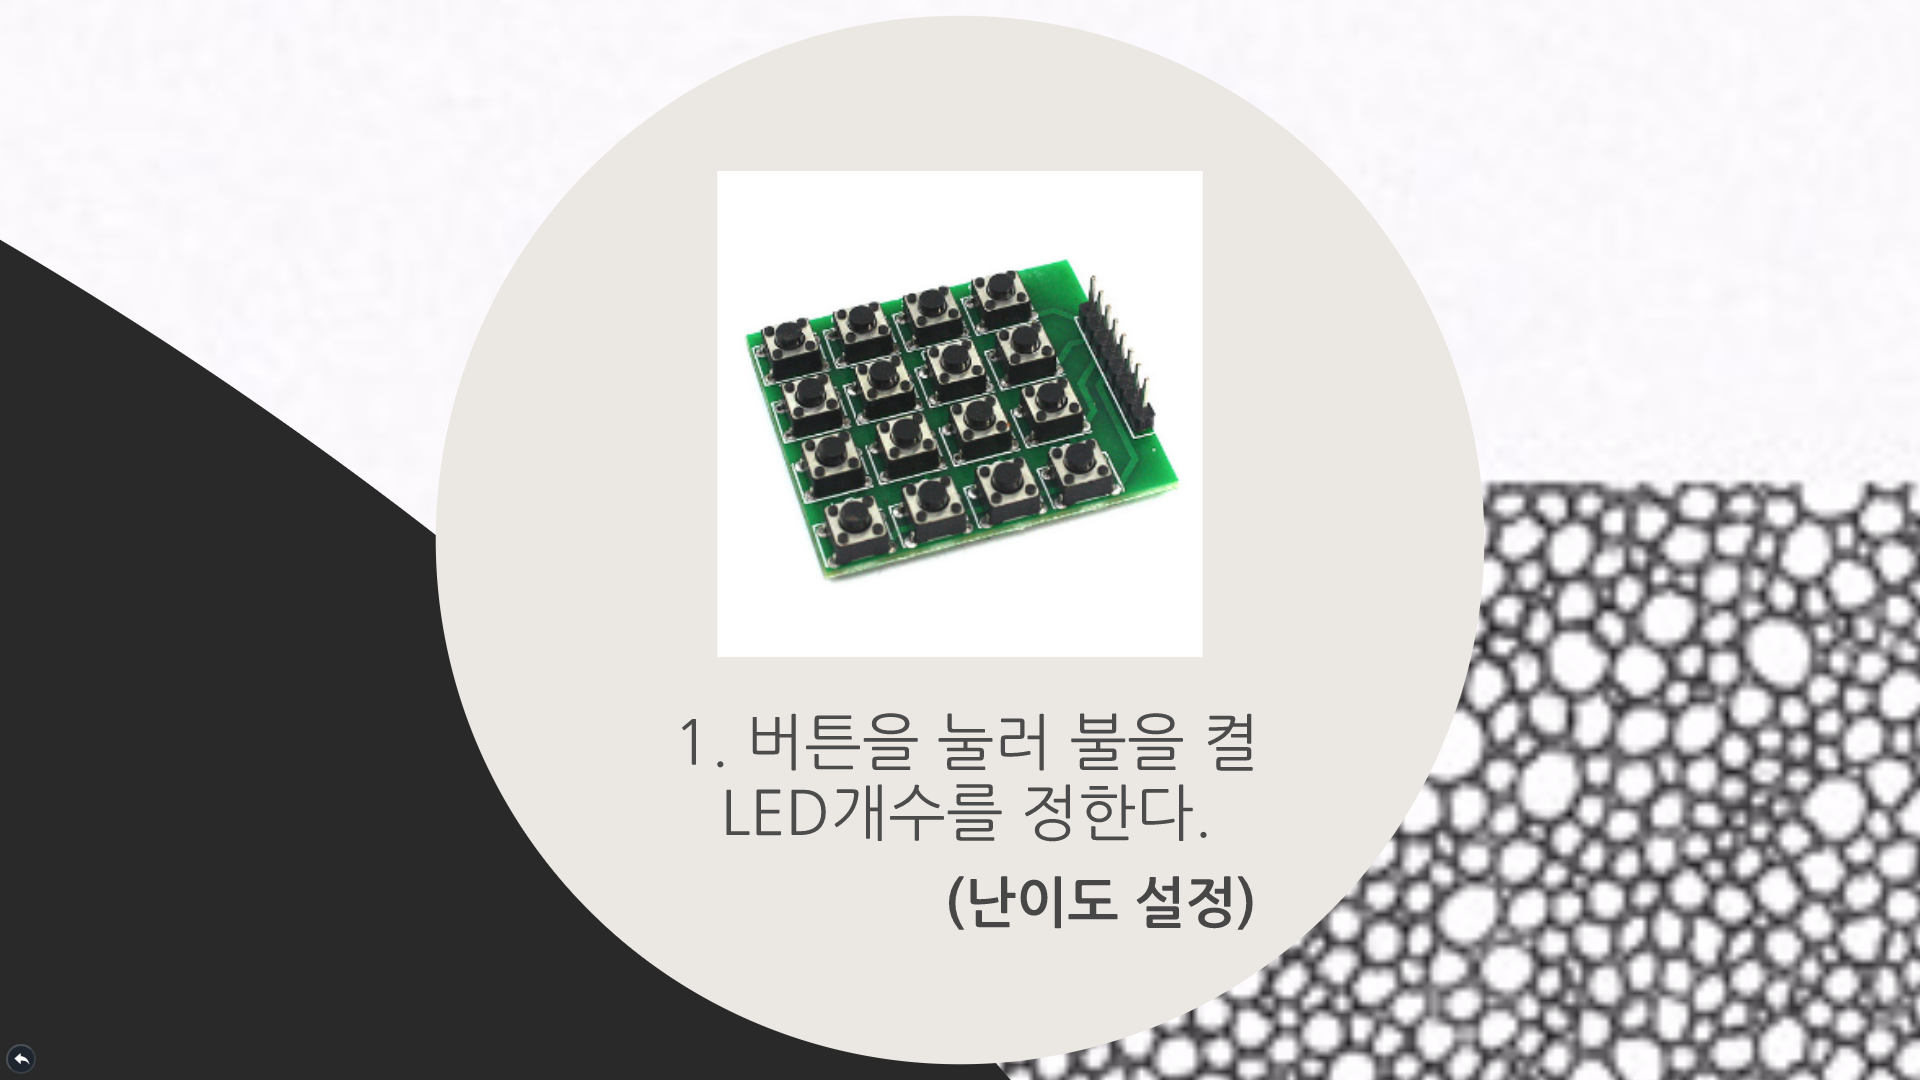 1. 버튼을 눌러 불을 켤
LED개수를 정한다.
(난이도 설정)